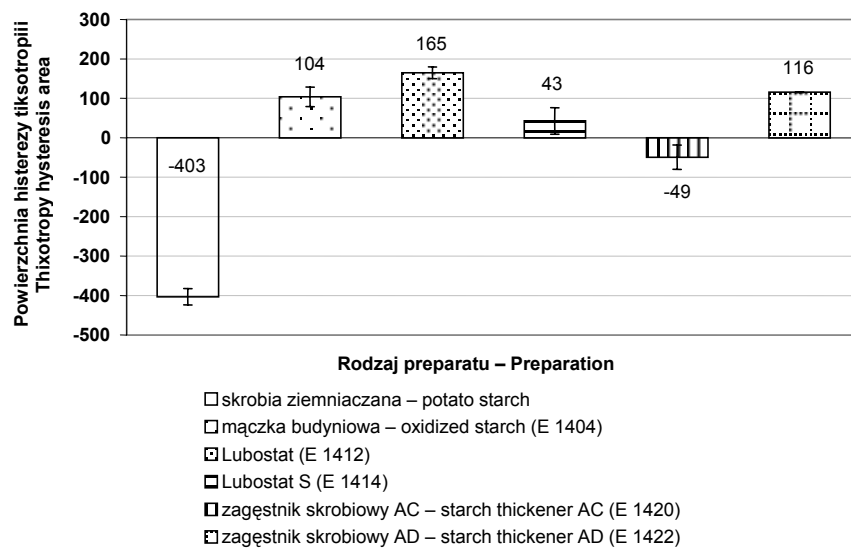 Powierzchnia histerezy tiksotropiii
Thixotropy hysteresis area
300
200
100
0
-100
-200
-300
-400
-500
-403
104
165
43
-49
116
Rodzaj preparatu – Preparation
skrobia ziemniaczana – potato starch
mączka budyniowa – oxidized starch (E 1404)
Lubostat (E 1412)
Lubostat S (E 1414)
zagęstnik skrobiowy AC – starch thickener AC (E 1420)
zagęstnik skrobiowy AD – starch thickener AD (E 1422)